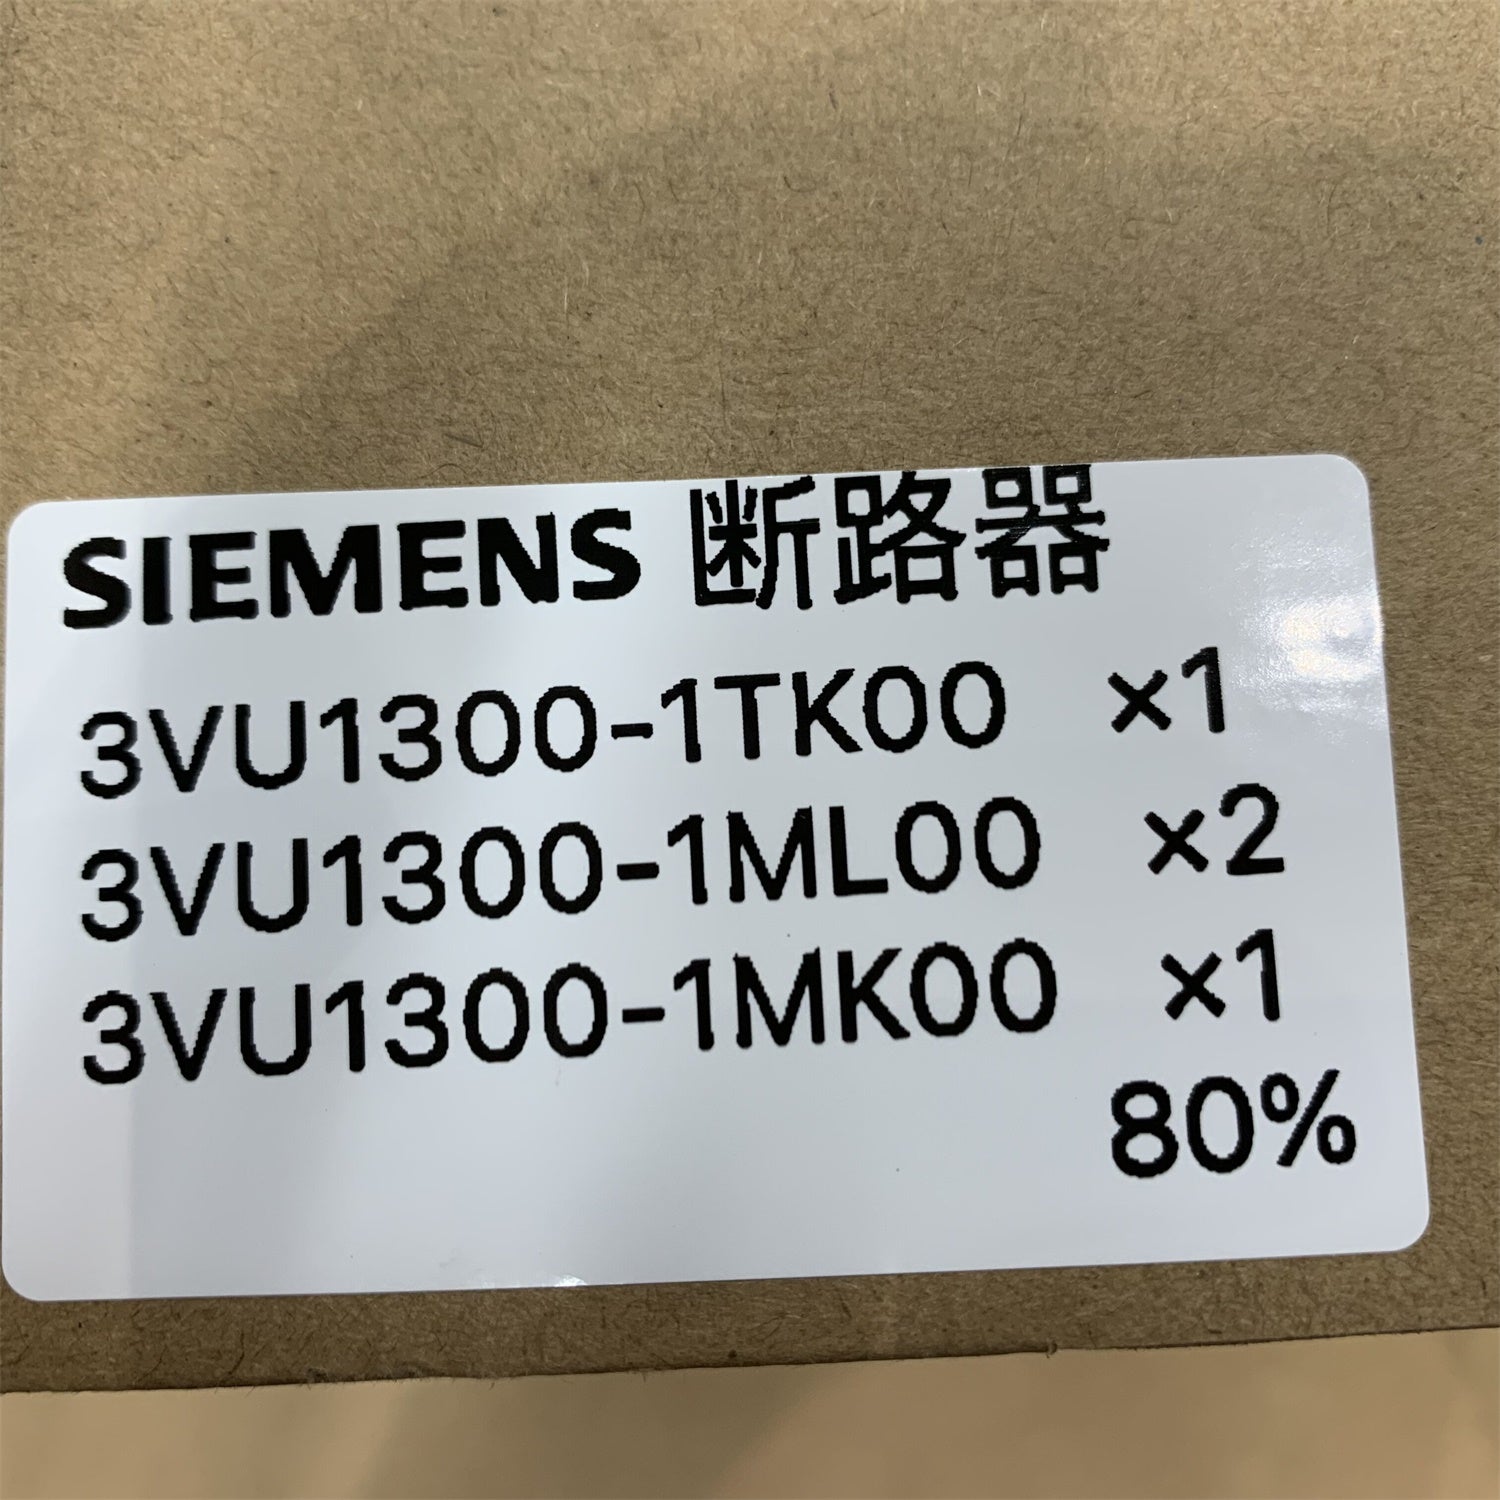 SIEMENS 断路器
3VU1300-1TK00 ×1
3VU1300-1ML00 ×2
3VU1300-1MK00 ×1
80%